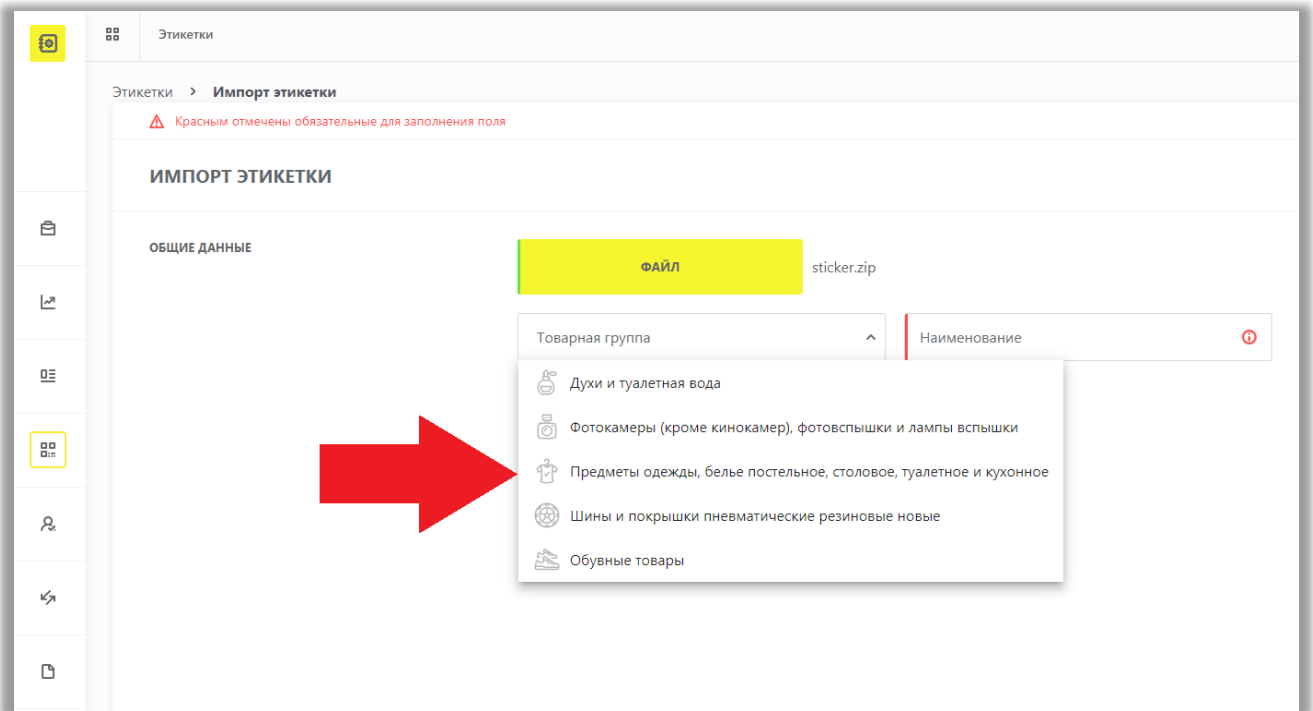 Этикетки
Этикетки > Импорт этикетки
Красным отмечены обязательные для заполнения поля
ИМПОРТ ЭТИКЕТКИ
ОБЩИЕ ДАННЫЕ
ФАЙЛ sticker.zip
Товарная группа Наименование
Духи и туалетная вода
Фотокамеры (кроме кинокамер), фотовспышки и лампы вспышки
Предметы одежды, белье постельное, столовое, туалетное и кухонное
Шины и покрышки пневматические резиновые новые
Обувные товары